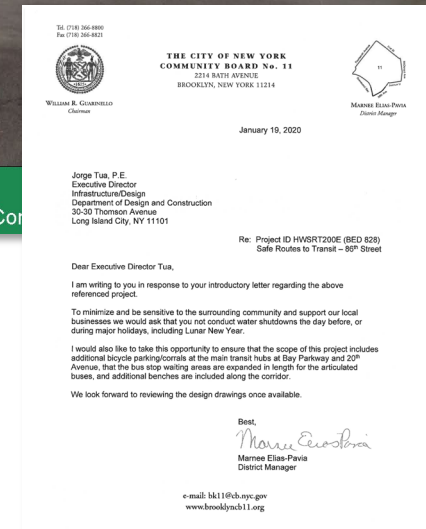 Tel. (718) 266-8800
Fax (718) 266-8821
THE CITY OF NEW YORK
COMMUNITY BOARD No. 11
2214 BATH AVENUE
BROOKLYN, NEW YORK 11214
11
WILLIAM R. GUARINELLO
Chairman
MARNEE ELIAS-PAVIA
District Manager
January 19, 2020
Jorge Tua, P.E.
Executive Director
Infrastructure/Design
Department of Design and Construction
30-30 Thomson Avenue
Long Island City, NY 11101
Re: Project ID HWSRT200E (BED 828)
Safe Routes to Transit – 86th Street
Dear Executive Director Tua,
I am writing to you in response to your introductory letter regarding the above
referenced project.
To minimize and be sensitive to the surrounding community and support our local
businesses we would ask that you not conduct water shutdowns the day before, or
during major holidays, including Lunar New Year.
I would also like to take this opportunity to ensure that the scope of this project includes
additional bicycle parking/corrals at the main transit hubs at Bay Parkway and 20th
Avenue, that the bus stop waiting areas are expanded in length for the articulated
buses, and additional benches are included along the corridor.
We look forward to reviewing the design drawings once available.
Best,
Marnee Elias-Pavia
Marnee Elias-Pavia
District Manager
e-mail: bk11@cb.nyc.gov
www.brooklyncb11.org